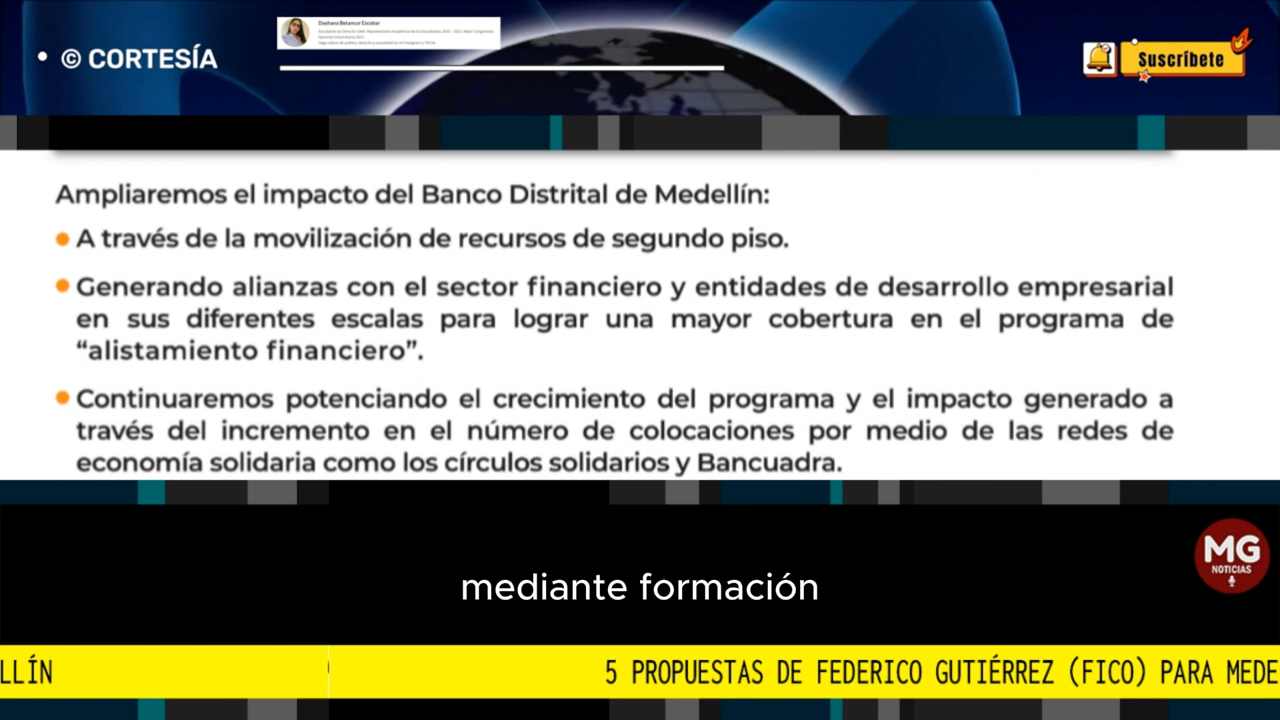 Dayhana Betancur Escobar
• © CORTESÍA
Suscríbete
Ampliaremos el impacto del Banco Distrital de Medellín:
A través de la movilización de recursos de segundo piso.
Generando alianzas con el sector financiero y entidades de desarrollo empresarial
en sus diferentes escalas para lograr una mayor cobertura en el programa de
“alistamiento financiero”.
Continuaremos potenciando el crecimiento del programa y el impacto generado a
través del incremento en el número de colocaciones por medio de las redes de
economía solidaria como los círculos solidarios y Bancuadra.
MG
NOTICIAS
mediante formación
LLÍN 5 PROPUESTAS DE FEDERICO GUTIÉRREZ (FICO) PARA MEDE